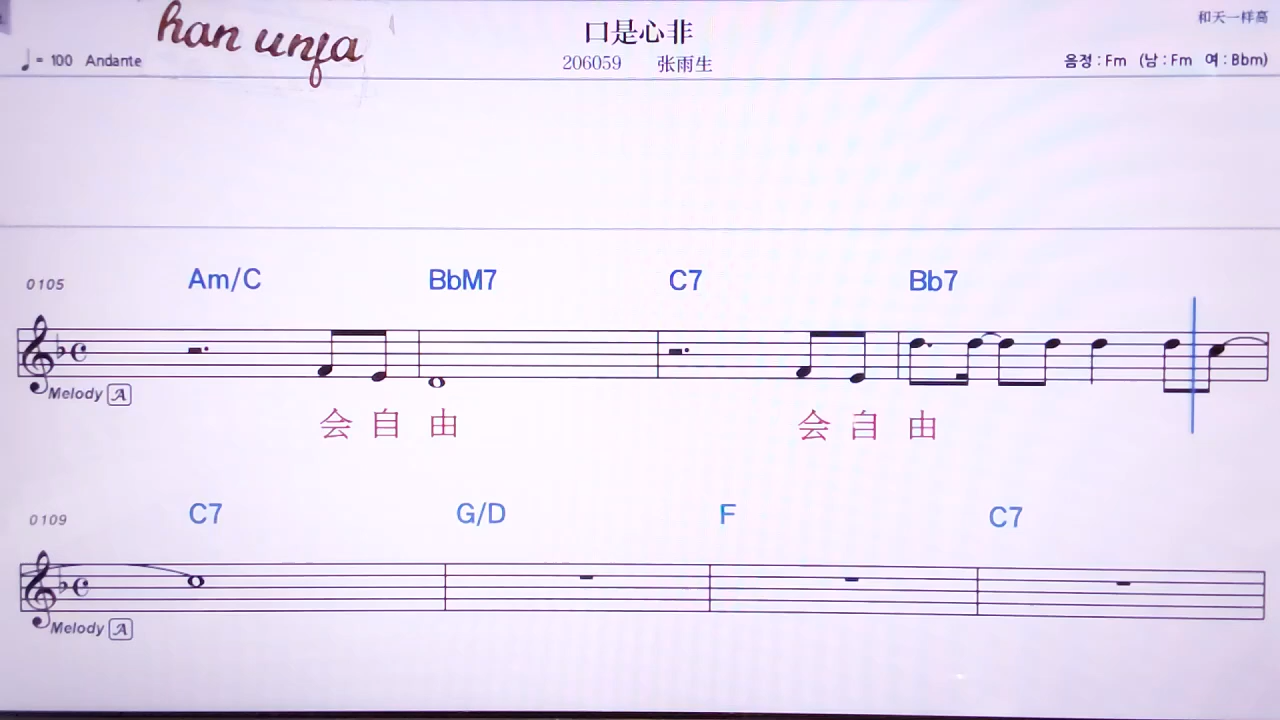 han unfa
口是心非
和天一样高
♩= 100 Andante
206059 张雨生
음정 : Fm (남 : Fm 여 : Bbm)
0105 Am/C BbM7 C7 Bb7
Melody A
会 自 由 会 自 由
0109 C7 G/D F C7
Melody A